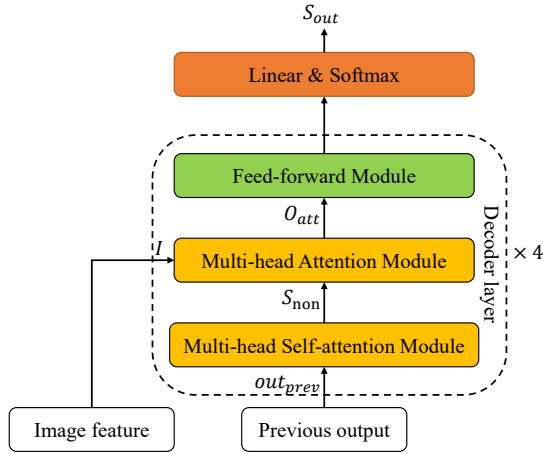 S_out
Linear & Softmax
Feed-forward Module
O_att
Decoder layer
× 4
I
Multi-head Attention Module
S_non
Multi-head Self-attention Module
out_prev
Image feature
Previous output